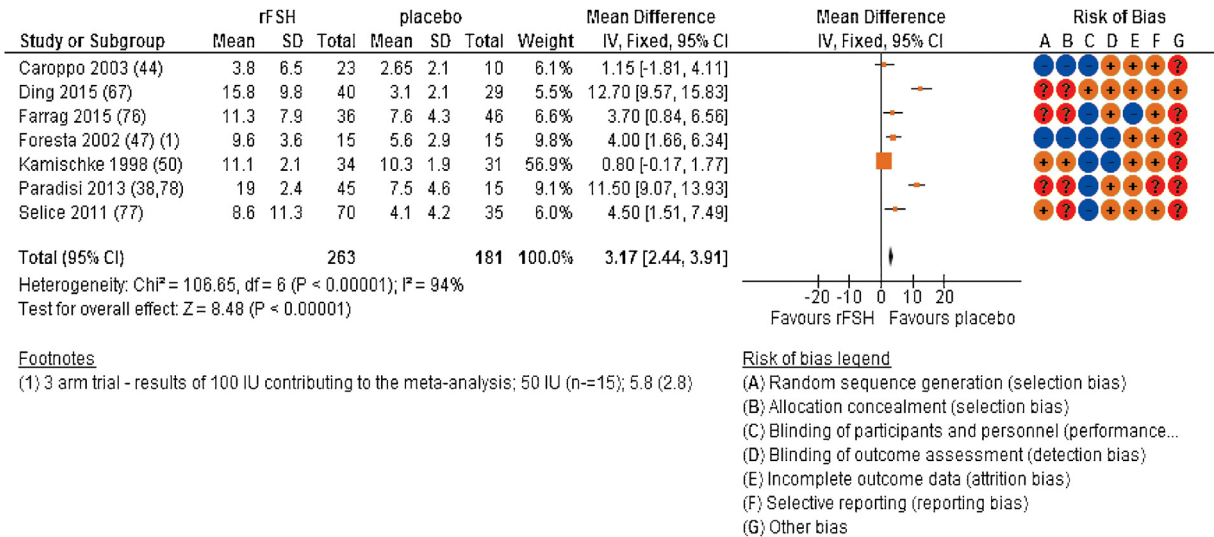 rFSH placebo Mean Difference Mean Difference Risk of Bias
Study or Subgroup Mean SD Total Mean SD Total Weight IV, Fixed, 95% CI IV, Fixed, 95% CI A B C D E F G
Caroppo 2003 (44) 3.8 6.5 23 2.65 2.1 10 6.1% 1.15 [-1.81, 4.11] - - - + + + ?
Ding 2015 (67) 15.8 9.8 40 3.1 2.1 29 5.5% 12.70 [9.57, 15.83] ? ? + + + + +
Farrag 2015 (76) 11.3 7.9 36 7.6 4.3 46 6.6% 3.70 [0.84, 6.56] ? ? - + - + ?
Foresta 2002 (47) (1) 9.6 3.6 15 5.6 2.9 15 9.8% 4.00 [1.66, 6.34] - - - - + + ?
Kamischke 1998 (50) 11.1 2.1 34 10.3 1.9 31 56.9% 0.80 [-0.17, 1.77] + + - - + + ?
Paradisi 2013 (38,78) 19 2.4 45 7.5 4.6 15 9.1% 11.50 [9.07, 13.93] ? ? - + + ? ?
Selice 2011 (77) 8.6 11.3 70 4.1 4.2 35 6.0% 4.50 [1.51, 7.49] + ? - + + + ?
Total (95% CI) 263 181 100.0% 3.17 [2.44, 3.91]
Heterogeneity: Chi² = 106.65, df = 6 (P < 0.00001); I² = 94%
Test for overall effect: Z = 8.48 (P < 0.00001)
-20 -10 0 10 20
Favours rFSH Favours placebo
Footnotes
(1) 3 arm trial - results of 100 IU contributing to the meta-analysis; 50 IU (n-=15); 5.8 (2.8)
Risk of bias legend
(A) Random sequence generation (selection bias)
(B) Allocation concealment (selection bias)
(C) Blinding of participants and personnel (performance...
(D) Blinding of outcome assessment (detection bias)
(E) Incomplete outcome data (attrition bias)
(F) Selective reporting (reporting bias)
(G) Other bias